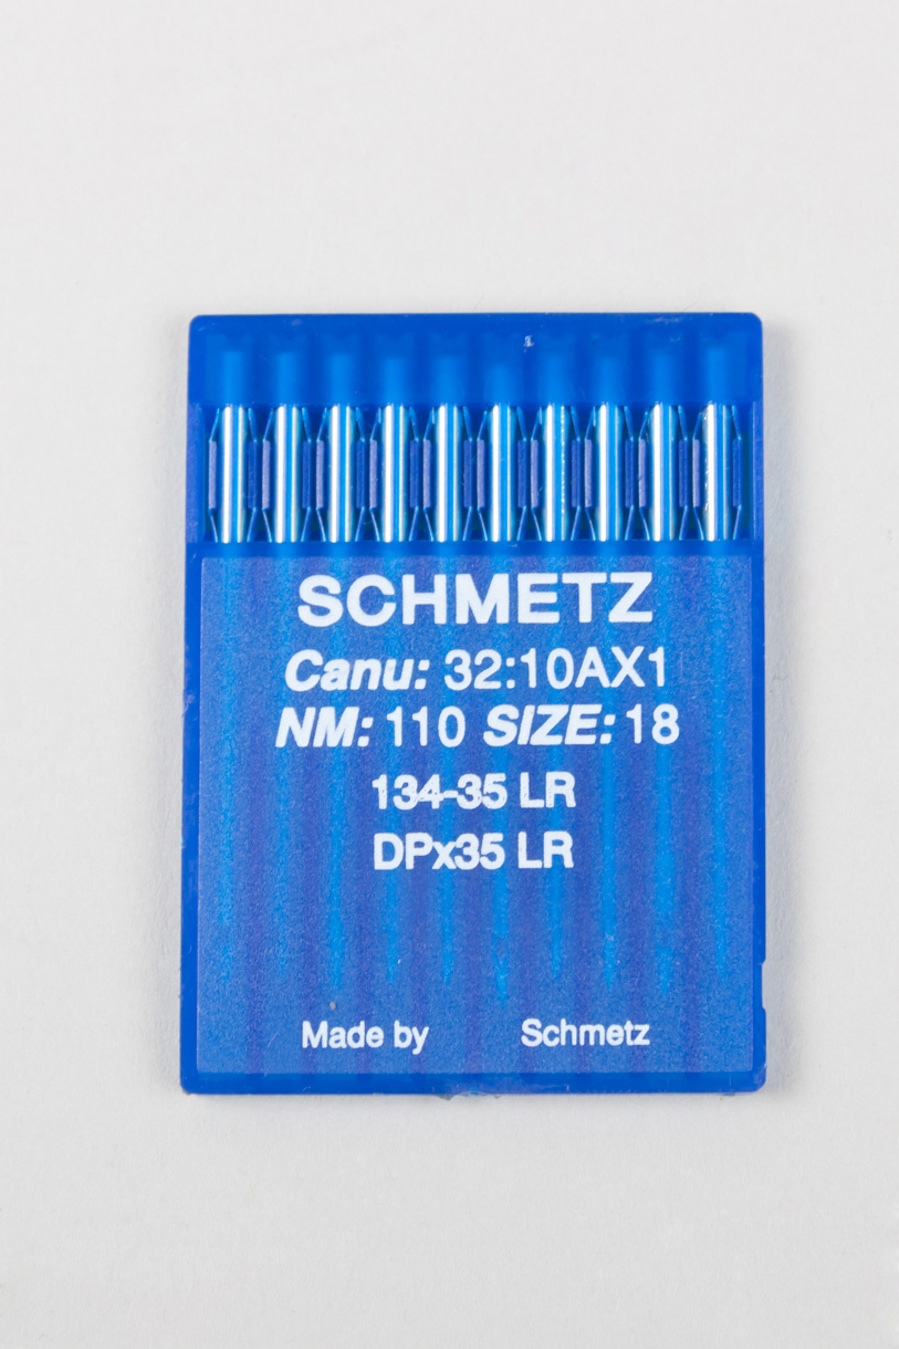 SCHMETZ
Canu: 32:10AX1
NM: 110 SIZE: 18
134-35 LR
DPx35 LR
Made by Schmetz